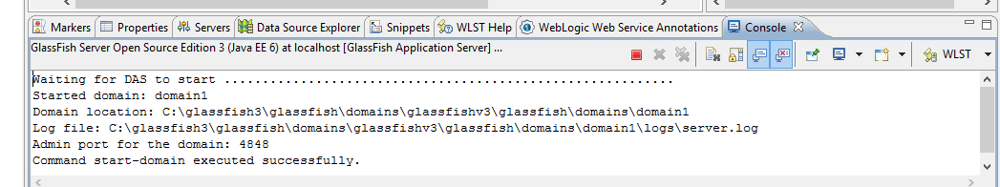 Markers Properties Servers Data Source Explorer Snippets WLST Help WebLogic Web Service Annotations Console
GlassFish Server Open Source Edition 3 (Java EE 6) at localhost [GlassFish Application Server] ...
WLST
Waiting for DAS to start ...........................................................
Started domain: domain1
Domain location: C:\glassfish3\glassfish\domains\glassfishv3\glassfish\domains\domain1
Log file: C:\glassfish3\glassfish\domains\glassfishv3\glassfish\domains\domain1\logs\server.log
Admin port for the domain: 4848
Command start-domain executed successfully.